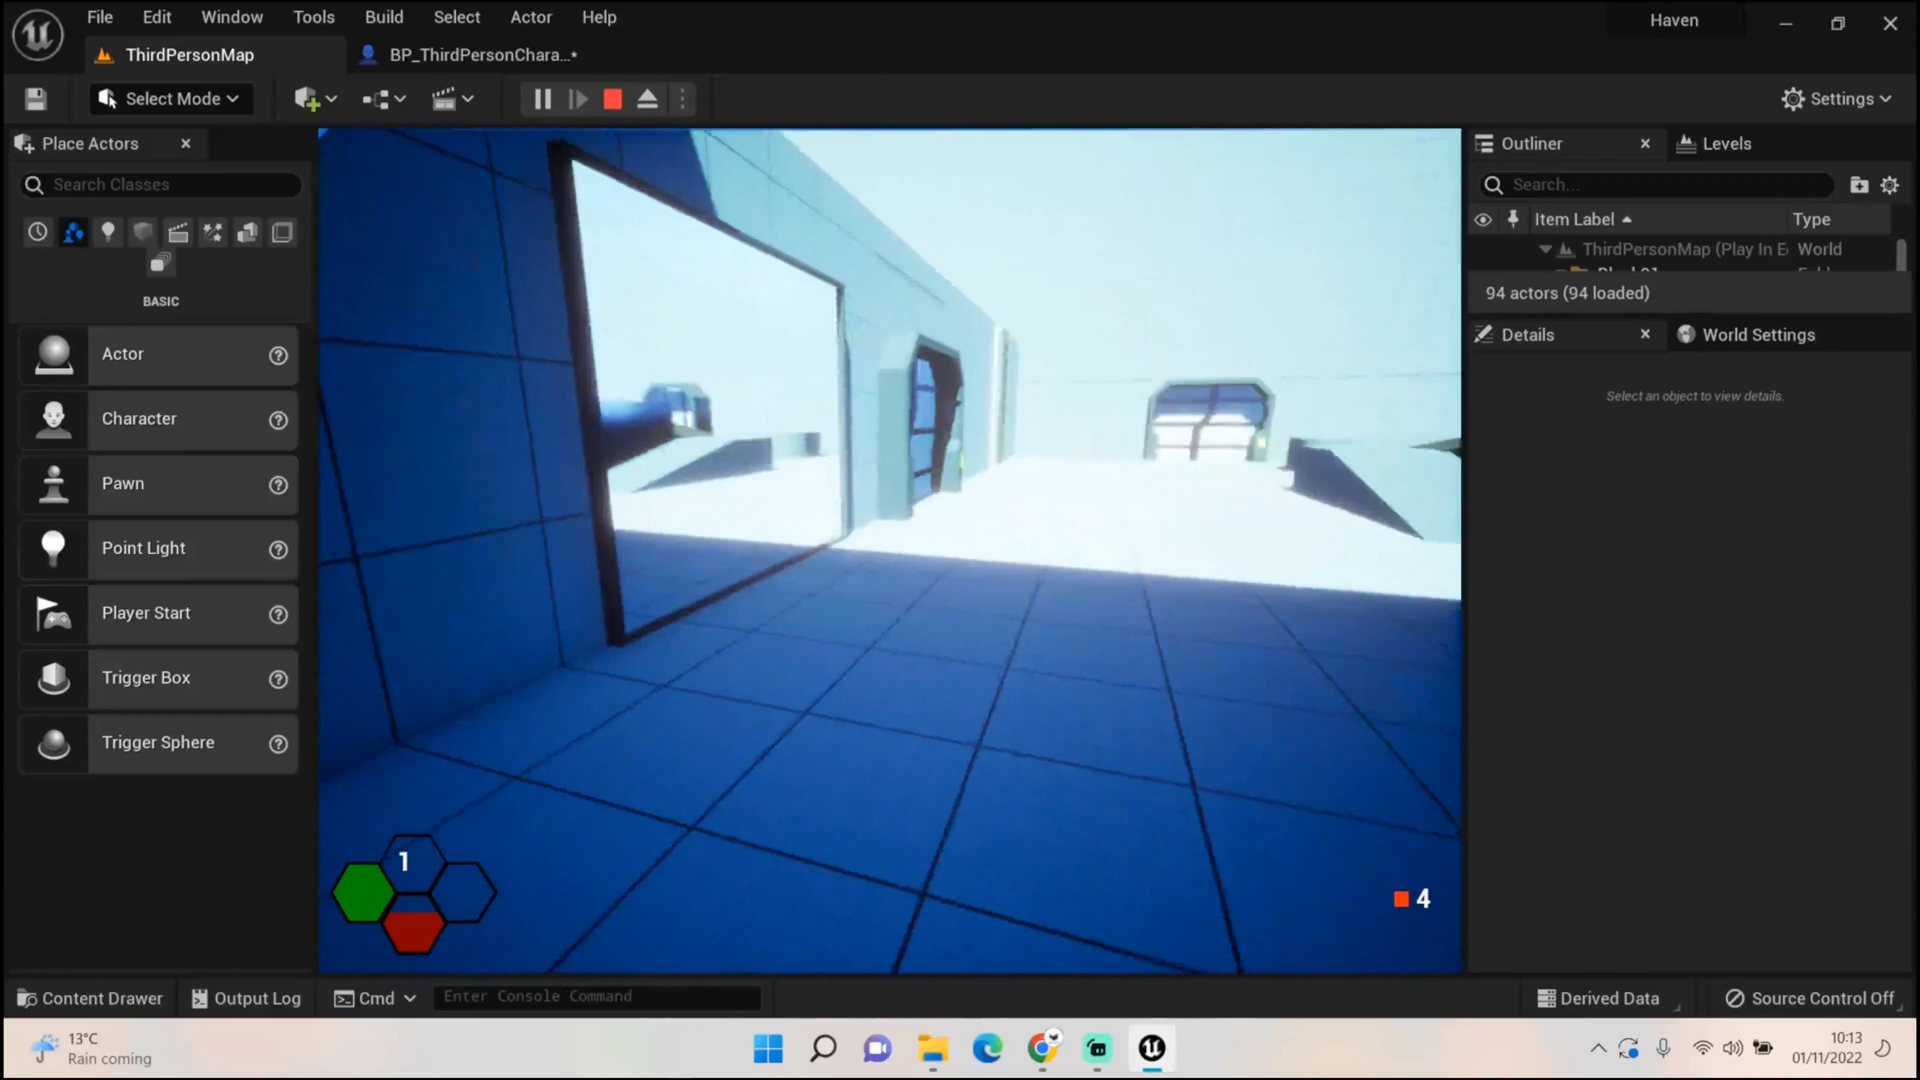 File Edit Window Tools Build Select Actor Help
Haven
ThirdPersonMap
BP_ThirdPersonChara...*
Select Mode
Settings
Place Actors
Search Classes
BASIC
Actor
Character
Pawn
Point Light
Player Start
Trigger Box
Trigger Sphere
1
4
Outliner
Levels
Search...
Item Label
Type
ThirdPersonMap (Play In E
World
94 actors (94 loaded)
Details
World Settings
Select an object to view details.
Content Drawer
Output Log
Cmd
Enter Console Command
Derived Data
Source Control Off
13°C
Rain coming
10:13
01/11/2022